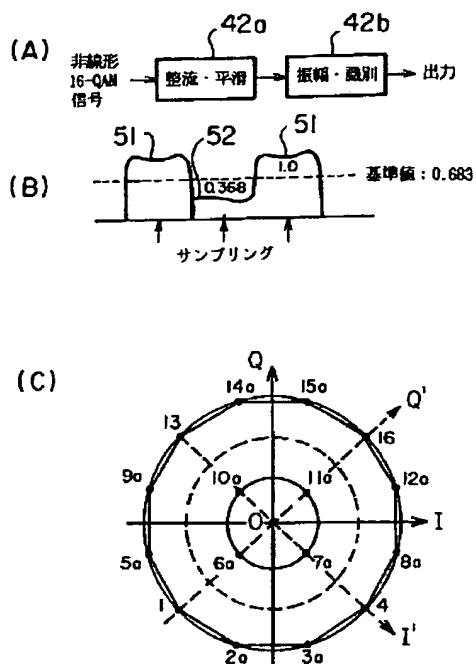 (A)
42a
42b
非線形
16-QAM
信号
整流・平滑
振幅・識別
出力
(B)
51
52
51
0.368
1.0
基準値:0.683
サンプリング
(C)
Q
14a
15a
Q'
13
16
9a
10a
11a
12a
O
I
5a
6a
7a
8a
1
4
I'
2a
3a